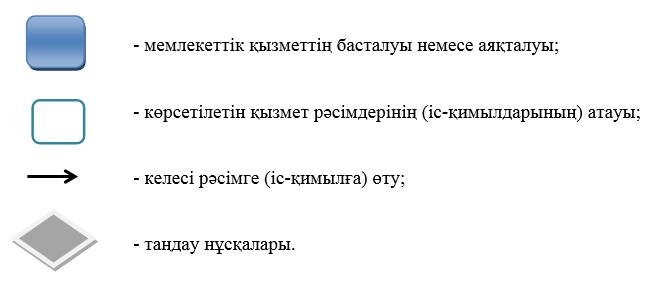 - мемлекеттік қызметтің басталуы немесе аяқталуы;
- көрсетілетін қызмет рәсімдерінің (іс-қимылдарының) атауы;
- келесі рәсімге (іс-қимылға) өту;
- таңдау нұсқалары.